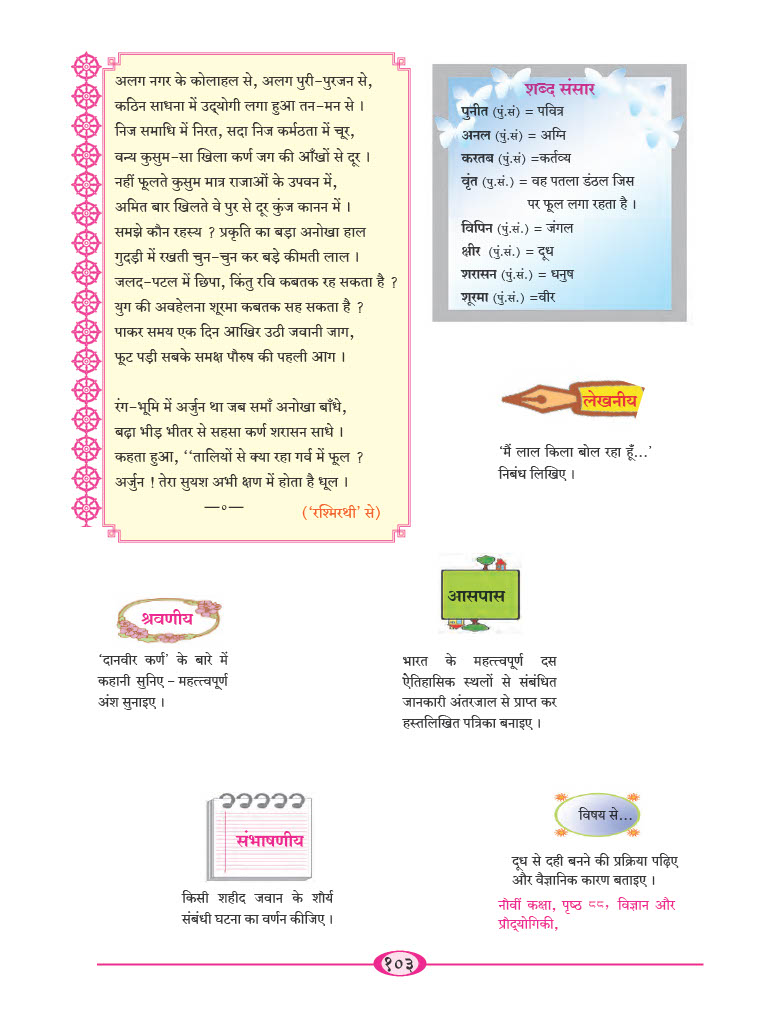 अलग नगर के कोलाहल से, अलग पुरी-पुरजन से,
कठिन साधना में उद्‌योगी लगा हुआ तन-मन से ।
निज समाधि में निरत, सदा निज कर्मठता में चूर,
वन्य कुसुम-सा खिला कर्ण जग की आँखों से दूर ।
नहीं फूलते कुसुम मात्र राजाओं के उपवन में,
अमित बार खिलते वे पुर से दूर कुंज कानन में ।
समझे कौन रहस्य ? प्रकृति का बड़ा अनोखा हाल
गुदड़ी में रखती चुन-चुन कर बड़े कीमती लाल ।
जलद-पटल में छिपा, किंतु रवि कबतक रह सकता है ?
युग की अवहेलना शूरमा कबतक सह सकता है ?
पाकर समय एक दिन आखिर उठी जवानी जाग,
फूट पड़ी सबके समक्ष पौरुष की पहली आग ।
रंग-भूमि में अर्जुन था जब समाँ अनोखा बाँधे,
बढ़ा भीड़ भीतर से सहसा कर्ण शरासन साधे ।
कहता हुआ, ‘‘तालियों से क्या रहा गर्व में फूल ?
अर्जुन ! तेरा सुयश अभी क्षण में होता है धूल ।
—०—
(‘रश्मिरथी’ से)
शब्द संसार
पुनीत (पुं.सं) = पवित्र
अनल (पुं.सं) = अग्नि
करतब (पुं.सं) =कर्तव्य
वृंत (पु.सं.) = वह पतला डंठल जिस
पर फूल लगा रहता है ।
विपिन (पुं.सं.) = जंगल
क्षीर (पुं.सं.) = दूध
शरासन (पुं.सं.) = धनुष
शूरमा (पुं.सं.) =वीर
लेखनीय
‘मैं लाल किला बोल रहा हूँ...’
निबंध लिखिए ।
श्रवणीय
‘दानवीर कर्ण’ के बारे में
कहानी सुनिए – महत्त्वपूर्ण
अंश सुनाइए ।
आसपास
भारत के महत्त्वपूर्ण दस
ऐतिहासिक स्थलों से संबंधित
जानकारी अंतरजाल से प्राप्त कर
हस्तलिखित पत्रिका बनाइए ।
संभाषणीय
किसी शहीद जवान के शौर्य
संबंधी घटना का वर्णन कीजिए ।
विषय से...
दूध से दही बनने की प्रक्रिया पढ़िए
और वैज्ञानिक कारण बताइए ।
नौवीं कक्षा, पृष्ठ ८८, विज्ञान और
प्रौद्‌योगिकी,
१०३